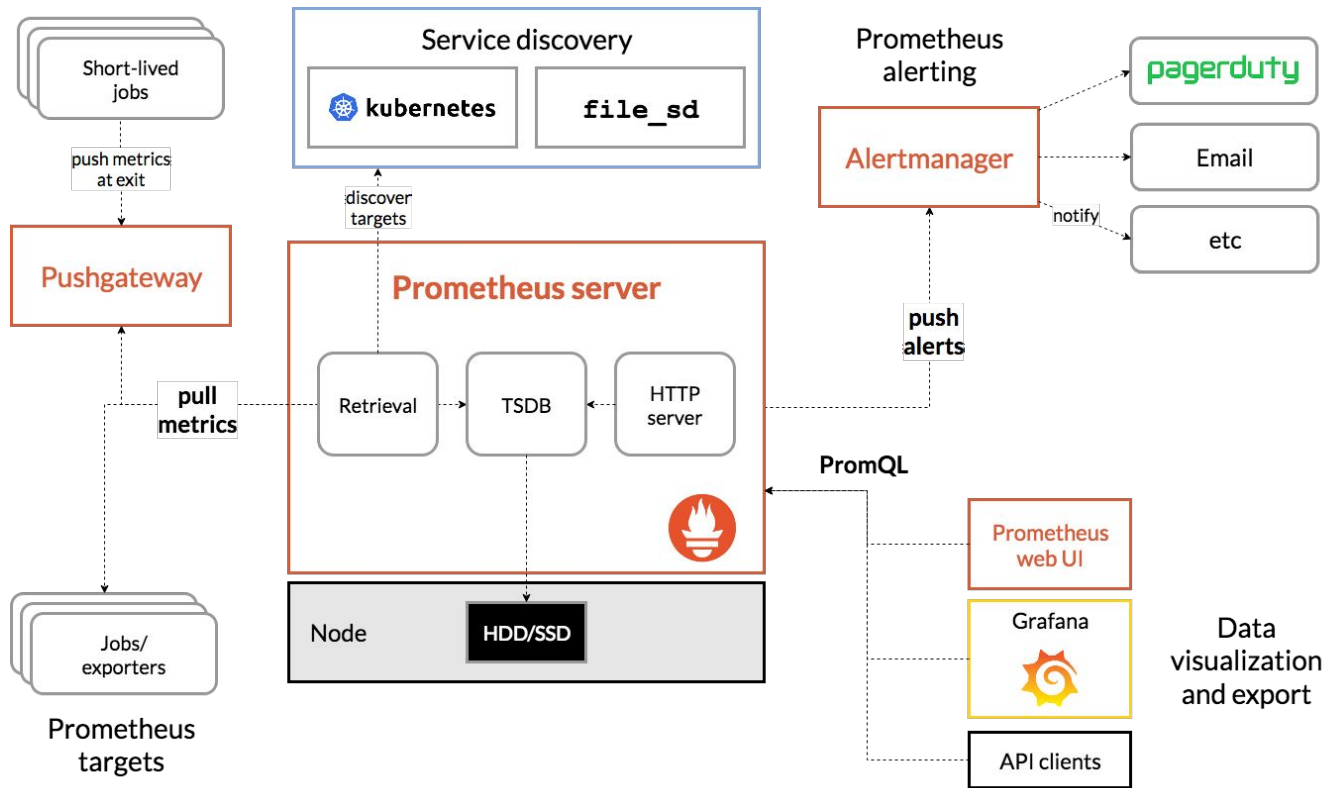 Short-lived
jobs
push metrics
at exit
Pushgateway
Service discovery
kubernetes
file_sd
discover
targets
Prometheus
alerting
Alertmanager
pagerduty
Email
notify
etc
Prometheus server
Retrieval
TSDB
HTTP
server
pull
metrics
push
alerts
PromQL
Node
HDD/SSD
Jobs/
exporters
Prometheus
targets
Prometheus
web UI
Grafana
API clients
Data
visualization
and export